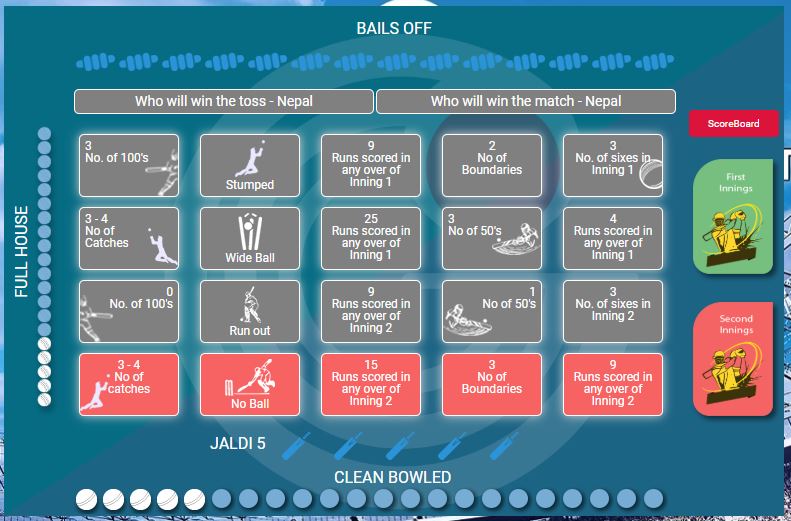 BAILS OFF
Who will win the toss - Nepal
Who will win the match - Nepal
ScoreBoard
3
No. of 100's
Stumped
9
Runs scored in
any over of
Inning 1
2
No of
Boundaries
3
No. of sixes in
Inning 1
First
Innings
FULL HOUSE
3 - 4
No of
Catches
Wide Ball
25
Runs scored in
any over of
Inning 1
3
No of 50's
4
Runs scored in
any over of
Inning 1
0
No. of 100's
Run out
9
Runs scored in
any over of
Inning 2
1
No of 50's
3
No. of sixes in
Inning 2
Second
Innings
3 - 4
No of
catches
No Ball
15
Runs scored in
any over of
Inning 2
3
No of
Boundaries
9
Runs scored in
any over of
Inning 2
JALDI 5
CLEAN BOWLED